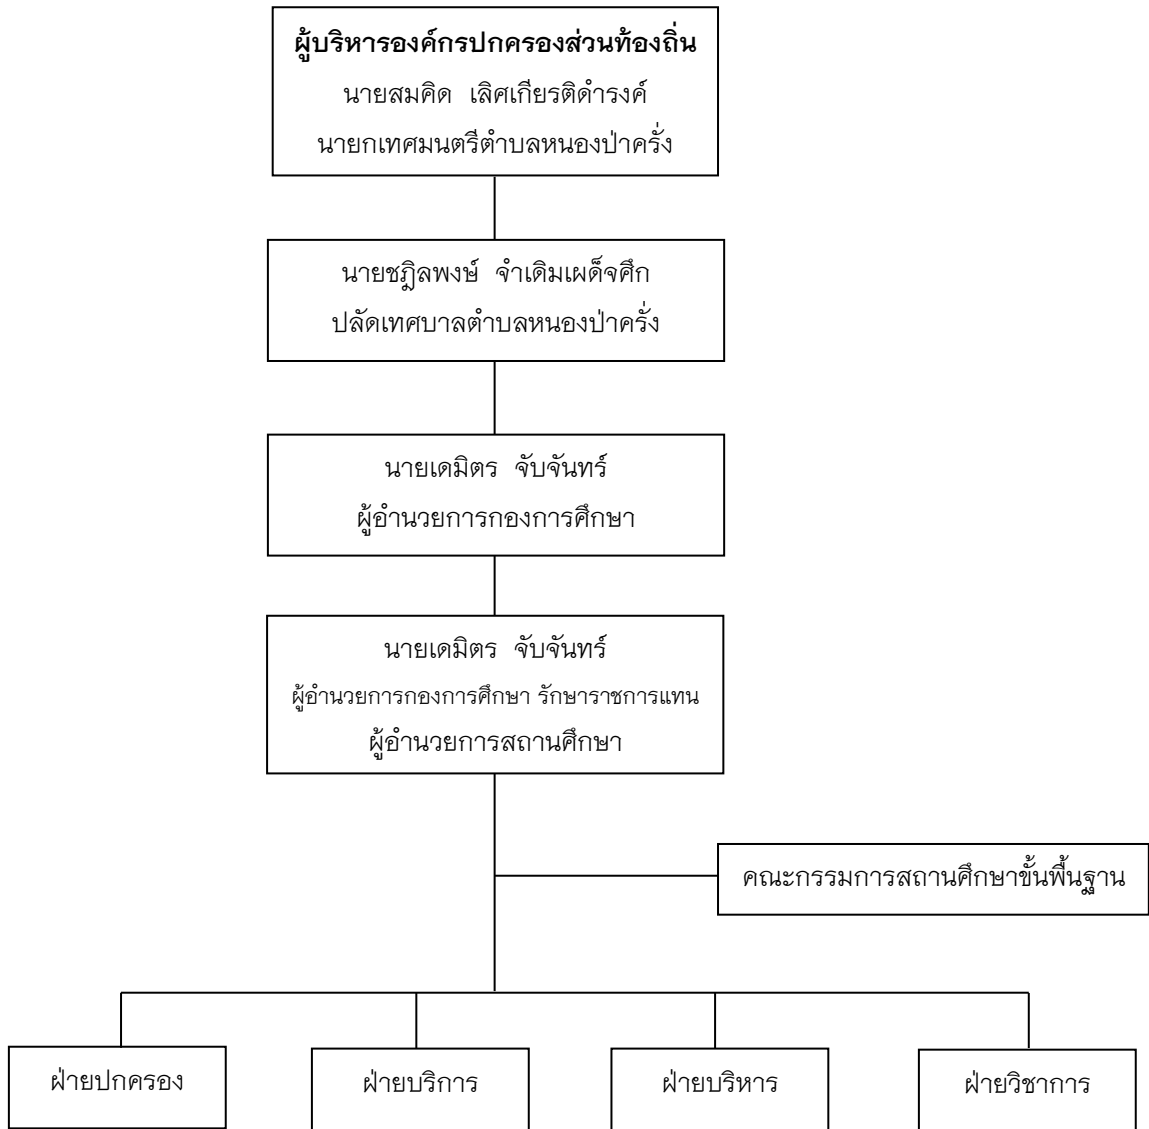 ผู้บริหารองค์กรปกครองส่วนท้องถิ่น
นายสมคิด เลิศเกียรติดำรงค์
นายกเทศมนตรีตำบลหนองป่าครั่ง
นายชฎิลพงษ์ จำเดิมเผด็จศึก
ปลัดเทศบาลตำบลหนองป่าครั่ง
นายเดมิตร จับจันทร์
ผู้อำนวยการกองการศึกษา
นายเดมิตร จับจันทร์
ผู้อำนวยการกองการศึกษา รักษาราชการแทน
ผู้อำนวยการสถานศึกษา
คณะกรรมการสถานศึกษาขั้นพื้นฐาน
ฝ่ายปกครอง
ฝ่ายบริการ
ฝ่ายบริหาร
ฝ่ายวิชาการ